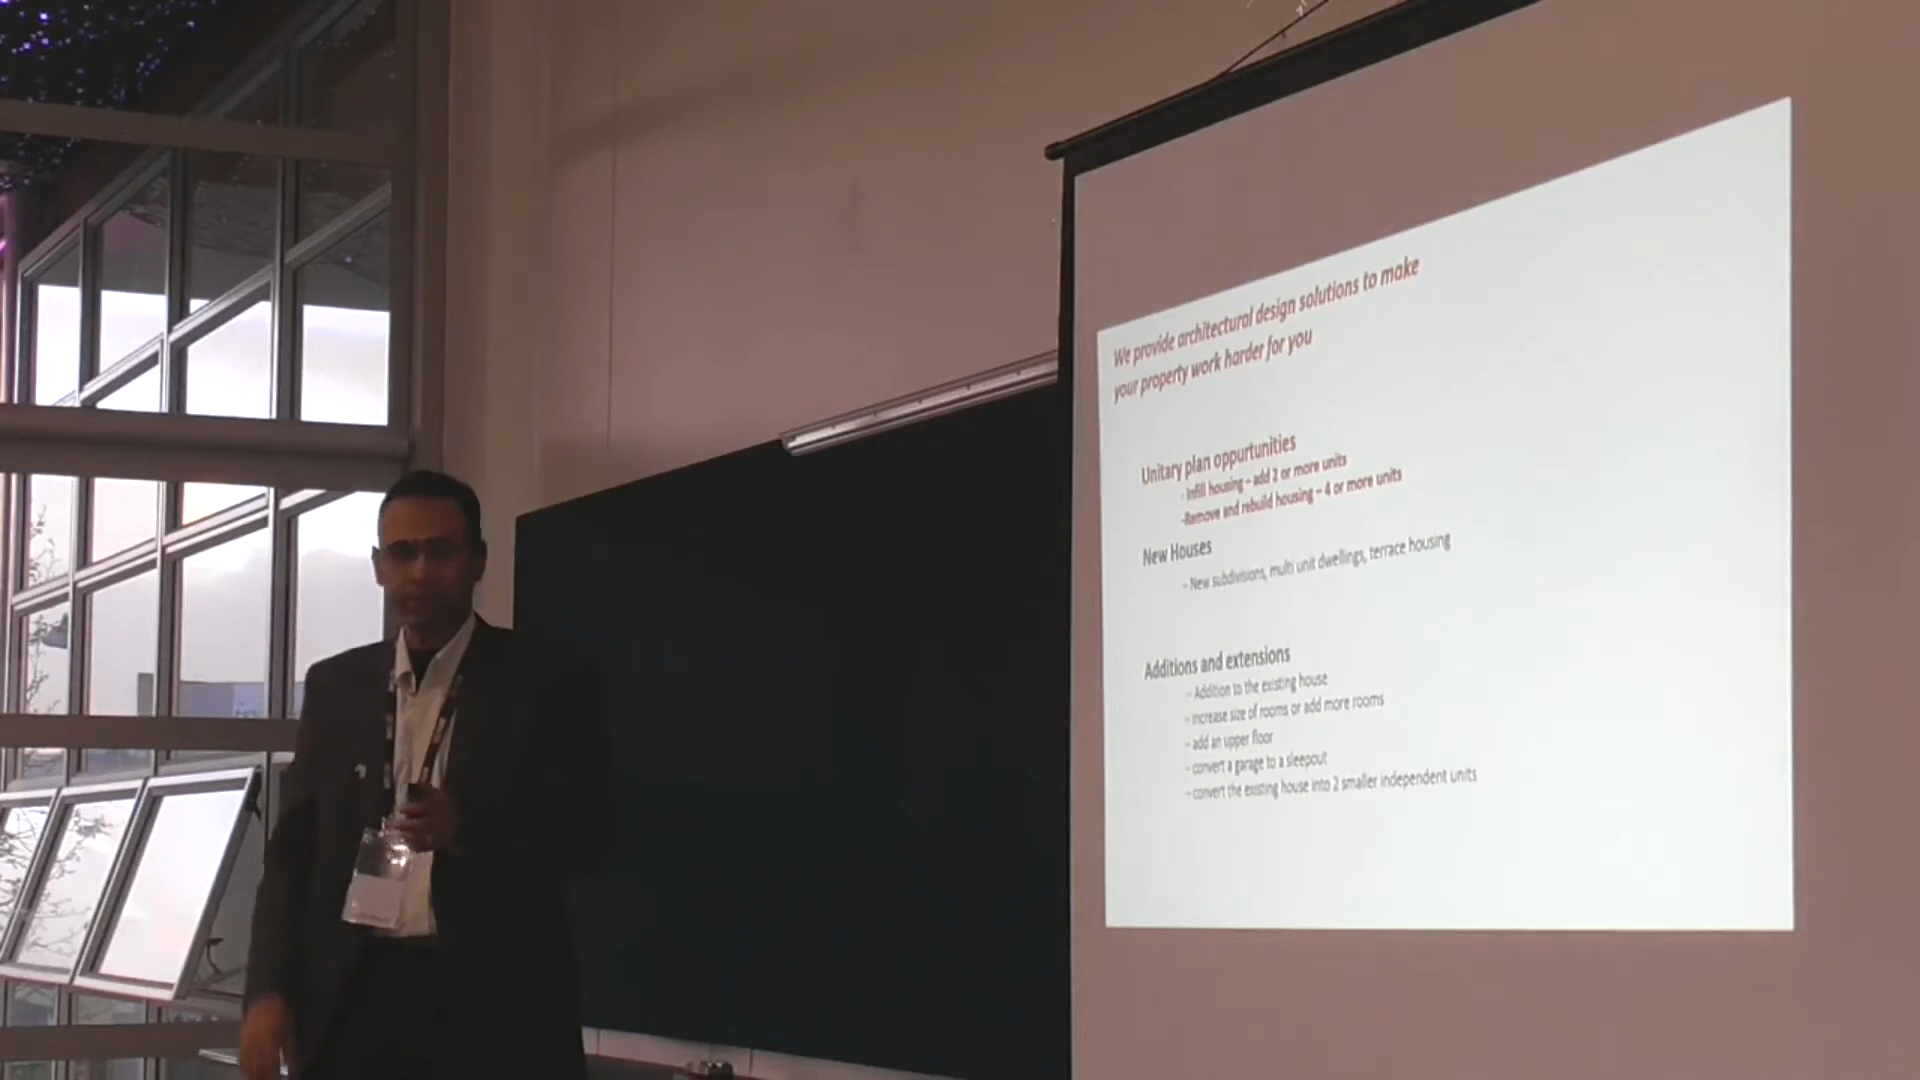 We provide architectural design solutions to make
your property work harder for you
Unitary plan oppurtunities
- Infill housing – add 2 or more units
-Remove and rebuild housing – 4 or more units
New Houses
– New subdivisions, multi unit dwellings, terrace housing
Additions and extensions
– Addition to the existing house
– increase size of rooms or add more rooms
– add an upper floor
– convert a garage to a sleepout
– convert the existing house into 2 smaller independent units